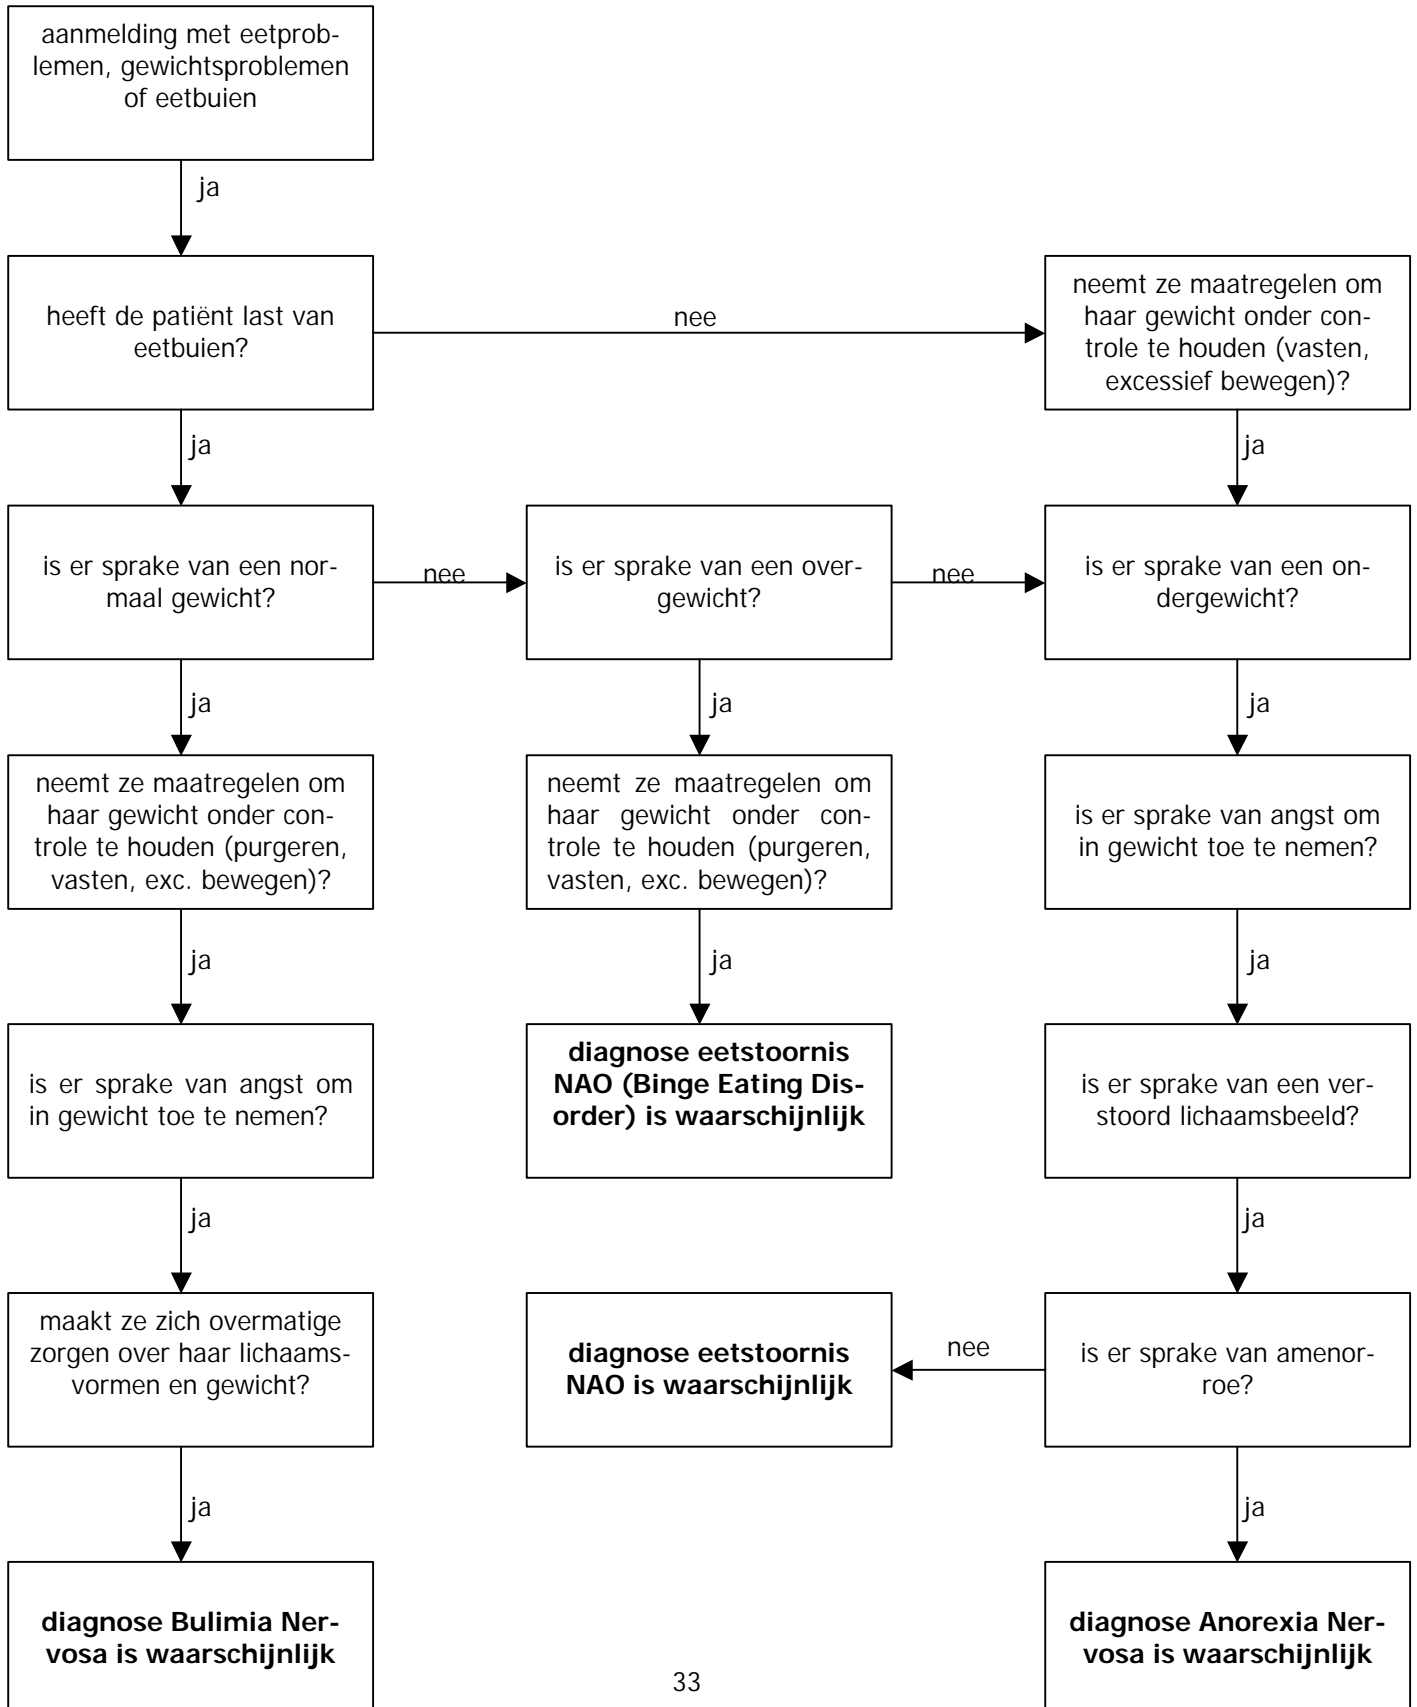 aanmelding met eetprob-
lemen, gewichtsproblemen
of eetbuien
ja
heeft de patiënt last van
eetbuien?
nee
neemt ze maatregelen om
haar gewicht onder con-
trole te houden (vasten,
excessief bewegen)?
ja
ja
is er sprake van een nor-
maal gewicht?
nee
is er sprake van een over-
gewicht?
nee
is er sprake van een on-
dergewicht?
ja
ja
ja
neemt ze maatregelen om
haar gewicht onder con-
trole te houden (purgeren,
vasten, exc. bewegen)?
neemt ze maatregelen om
haar gewicht onder con-
trole te houden (purgeren,
vasten, exc. bewegen)?
is er sprake van angst om
in gewicht toe te nemen?
ja
ja
ja
is er sprake van angst om
in gewicht toe te nemen?
diagnose eetstoornis
NAO (Binge Eating Dis-
order) is waarschijnlijk
is er sprake van een ver-
stoord lichaamsbeeld?
ja
ja
maakt ze zich overmatige
zorgen over haar lichaams-
vormen en gewicht?
diagnose eetstoornis
NAO is waarschijnlijk
nee
is er sprake van amenor-
roe?
ja
ja
diagnose Bulimia Ner-
vosa is waarschijnlijk
diagnose Anorexia Ner-
vosa is waarschijnlijk
33